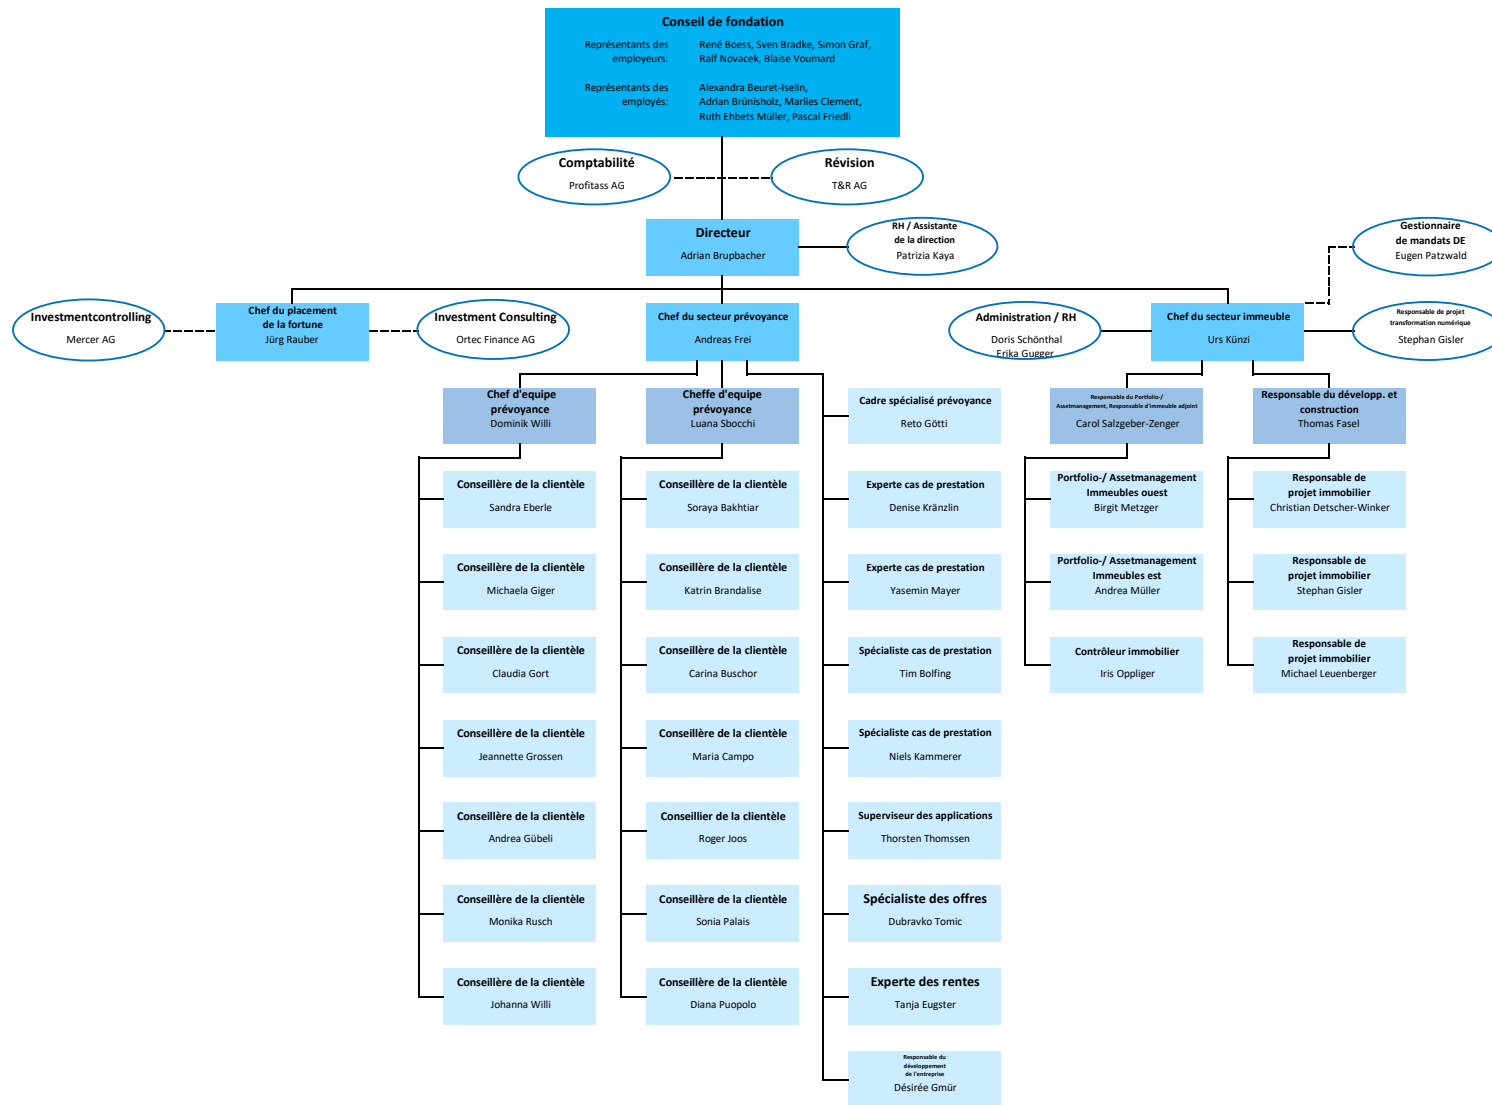 Conseil de fondation
Représentants des employeurs:
René Boess, Sven Bradke, Simon Graf,
Ralf Novacek, Blaise Voumard
Représentants des employés:
Alexandra Beuret-Iselin,
Adrian Brünisholz, Marlies Clement,
Ruth Ehbets Müller, Pascal Friedli
Comptabilité
Profitass AG
Révision
T&R AG
Directeur
Adrian Brupbacher
RH / Assistante
de la direction
Patrizia Kaya
Gestionnaire
de mandats DE
Eugen Patzwald
Investmentcontrolling
Mercer AG
Chef du placement
de la fortune
Jürg Rauber
Investment Consulting
Ortec Finance AG
Chef du secteur prévoyance
Andreas Frei
Administration / RH
Doris Schönthal
Erika Gugger
Chef du secteur immeuble
Urs Künzi
Responsable de projet
transformation numérique
Stephan Gisler
Chef d'equipe
prévoyance
Dominik Willi
Cheffe d'equipe
prévoyance
Luana Sbocchi
Cadre spécialisé prévoyance
Reto Götti
Responsable du Portfolio-/
Assetmanagement, Responsable d'immeuble adjoint
Carol Salzgeber-Zenger
Responsable du développ. et
construction
Thomas Fasel
Conseillère de la clientèle
Sandra Eberle
Conseillère de la clientèle
Soraya Bakhtiar
Experte cas de prestation
Denise Kränzlin
Portfolio-/ Assetmanagement
Immeubles ouest
Birgit Metzger
Responsable de
projet immobilier
Christian Detscher-Winker
Conseillère de la clientèle
Michaela Giger
Conseillère de la clientèle
Katrin Brandalise
Experte cas de prestation
Yasemin Mayer
Portfolio-/ Assetmanagement
Immeubles est
Andrea Müller
Responsable de
projet immobilier
Stephan Gisler
Conseillère de la clientèle
Claudia Gort
Conseillère de la clientèle
Carina Buschor
Spécialiste cas de prestation
Tim Bolfing
Contrôleur immobilier
Iris Oppliger
Responsable de
projet immobilier
Michael Leuenberger
Conseillère de la clientèle
Jeannette Grossen
Conseillère de la clientèle
Maria Campo
Spécialiste cas de prestation
Niels Kammerer
Conseillère de la clientèle
Andrea Gübeli
Conseillier de la clientèle
Roger Joos
Superviseur des applications
Thorsten Thomssen
Conseillère de la clientèle
Monika Rusch
Conseillère de la clientèle
Sonia Palais
Spécialiste des offres
Dubravko Tomic
Conseillère de la clientèle
Johanna Willi
Conseillère de la clientèle
Diana Puopolo
Experte des rentes
Tanja Eugster
Responsable du
développement
de l'entreprise
Désirée Gmür